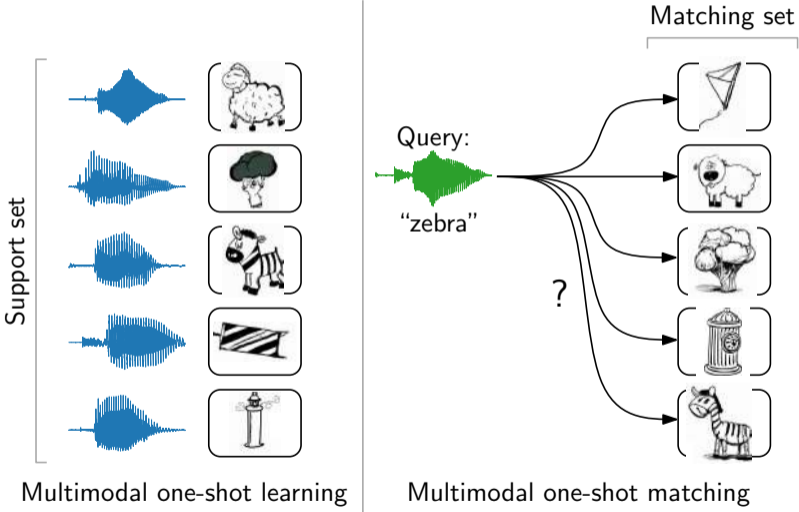 Support set
Multimodal one-shot learning
Matching set
Query:
“zebra”
?
Multimodal one-shot matching